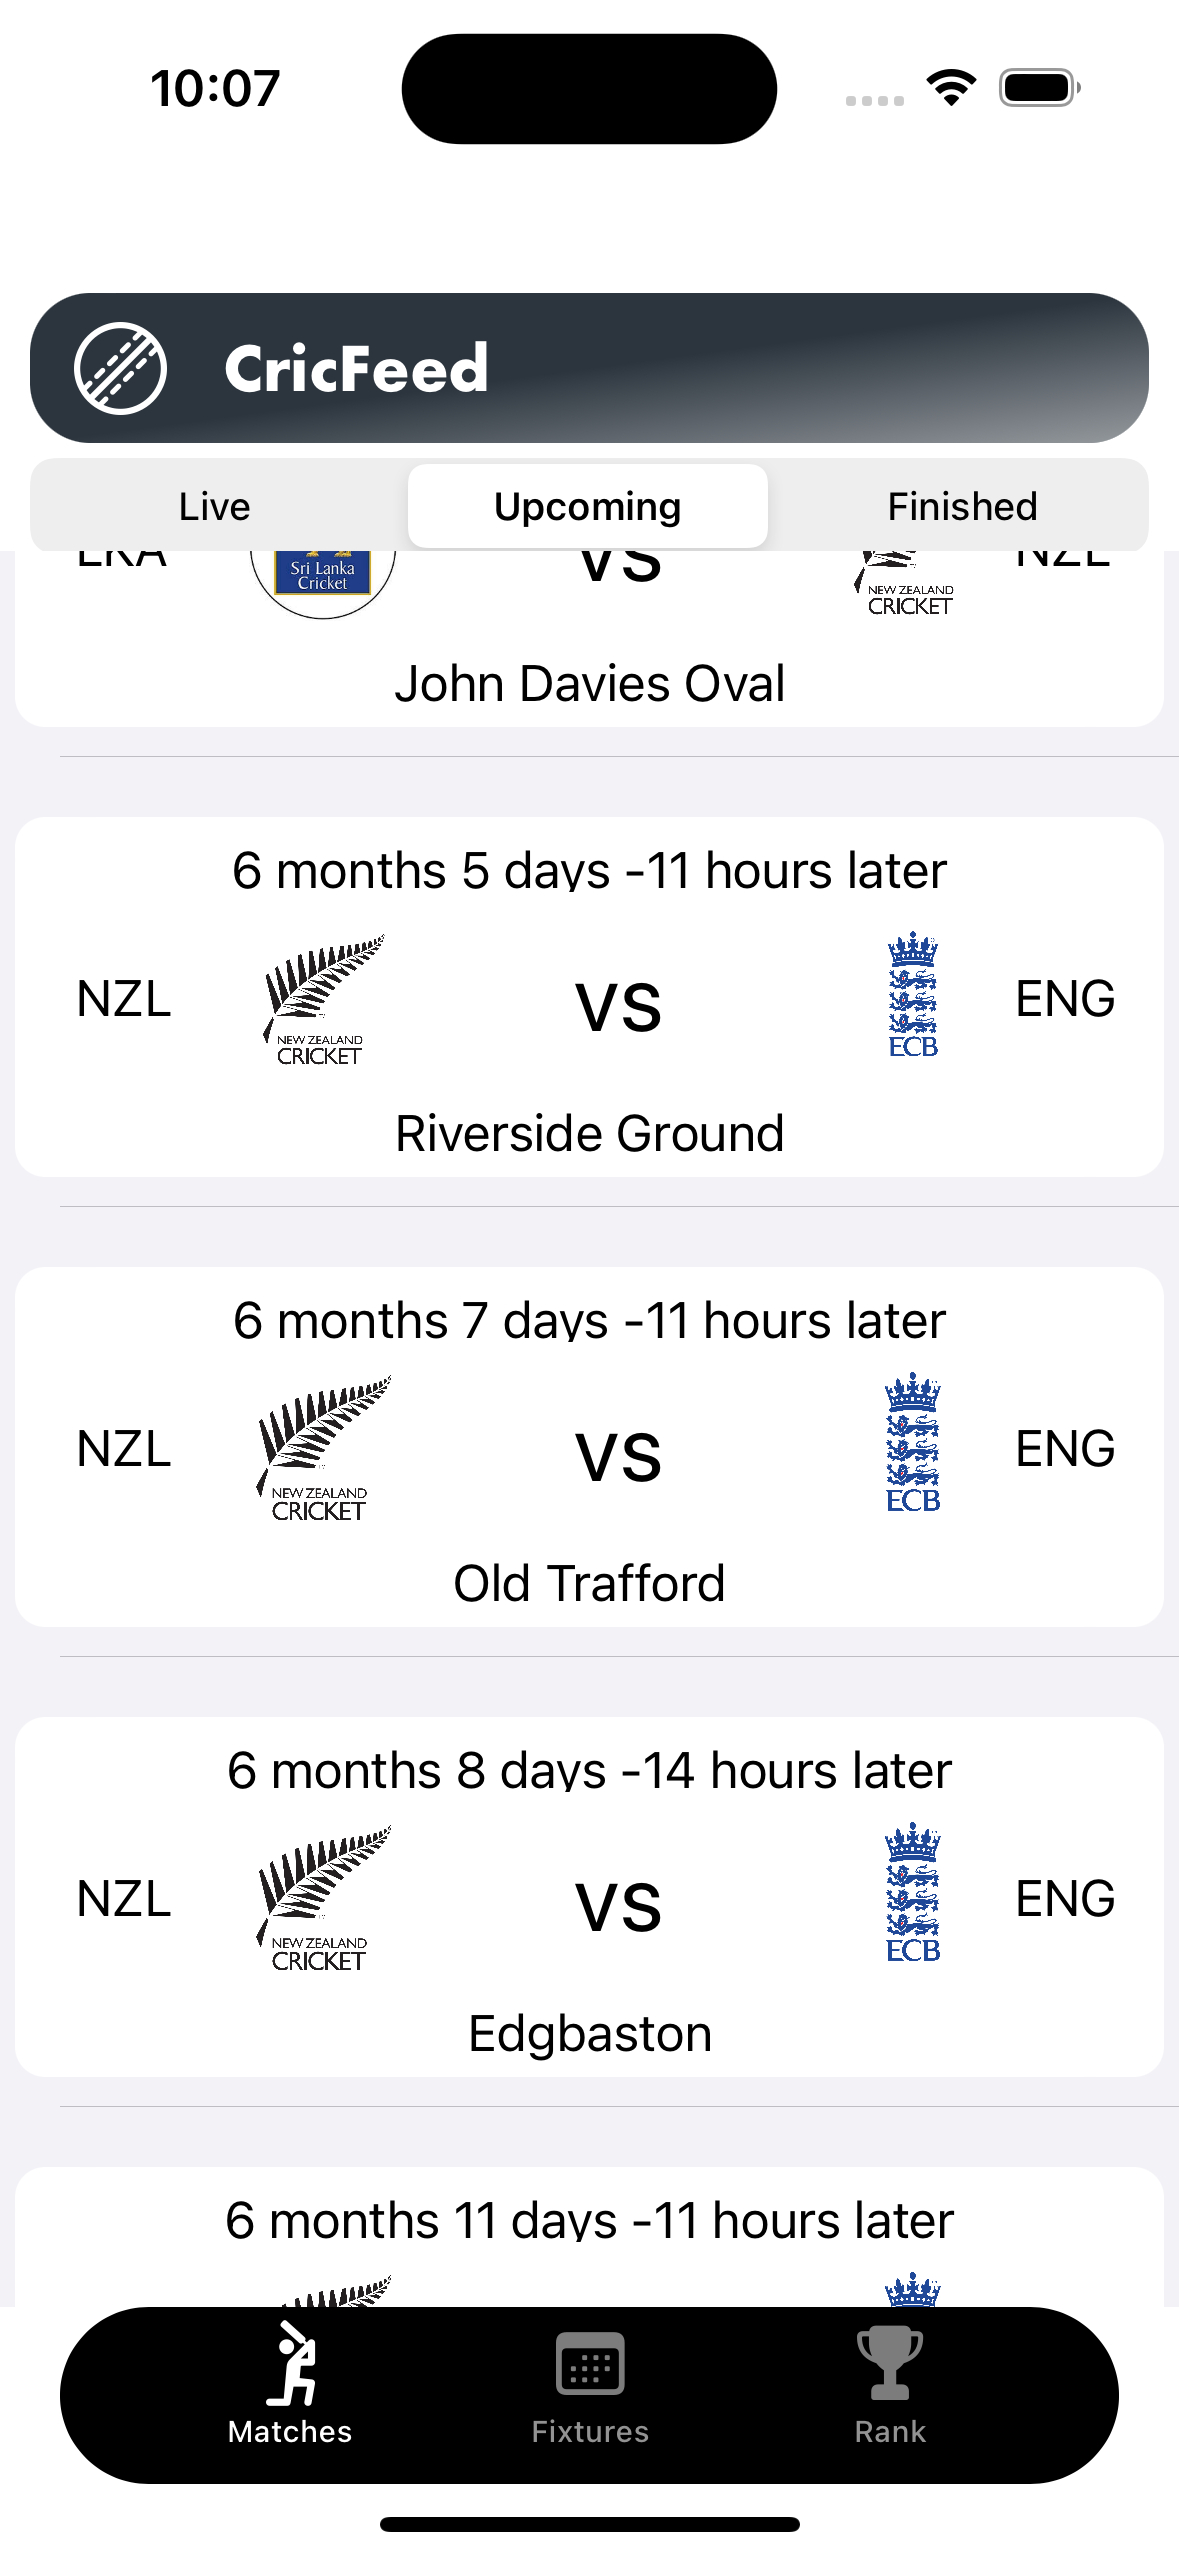 10:07
CricFeed
Live Upcoming Finished
LKA Sri Lanka Cricket vs NEW ZEALAND CRICKET NZL
John Davies Oval
6 months 5 days -11 hours later
NZL NEW ZEALAND CRICKET vs ECB ENG
Riverside Ground
6 months 7 days -11 hours later
NZL NEW ZEALAND CRICKET vs ECB ENG
Old Trafford
6 months 8 days -14 hours later
NZL NEW ZEALAND CRICKET vs ECB ENG
Edgbaston
6 months 11 days -11 hours later
Matches Fixtures Rank